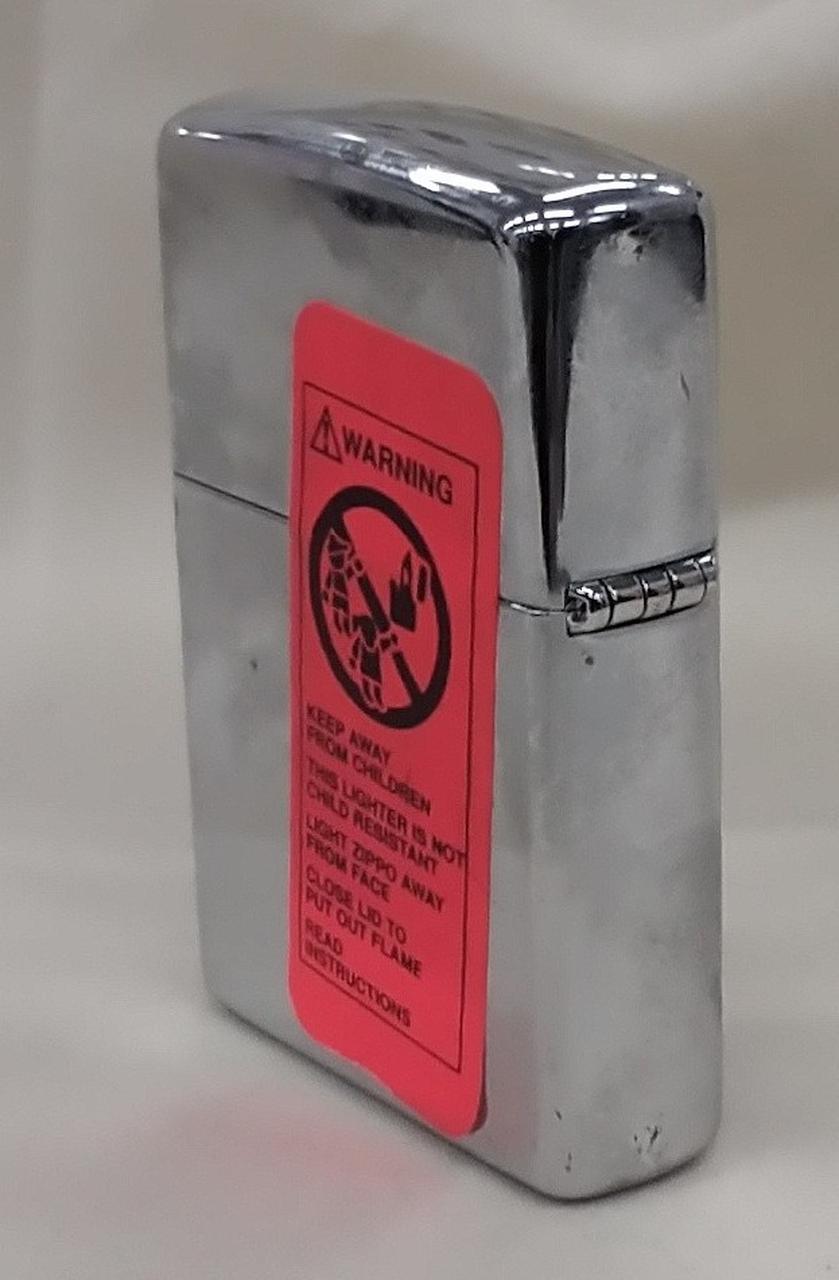 WARNING
KEEP AWAY
FROM CHILDREN
THIS LIGHTER IS NOT
CHILD RESISTANT
LIGHT ZIPPO AWAY
FROM FACE
CLOSE LID TO
PUT OUT FLAME
READ
INSTRUCTIONS